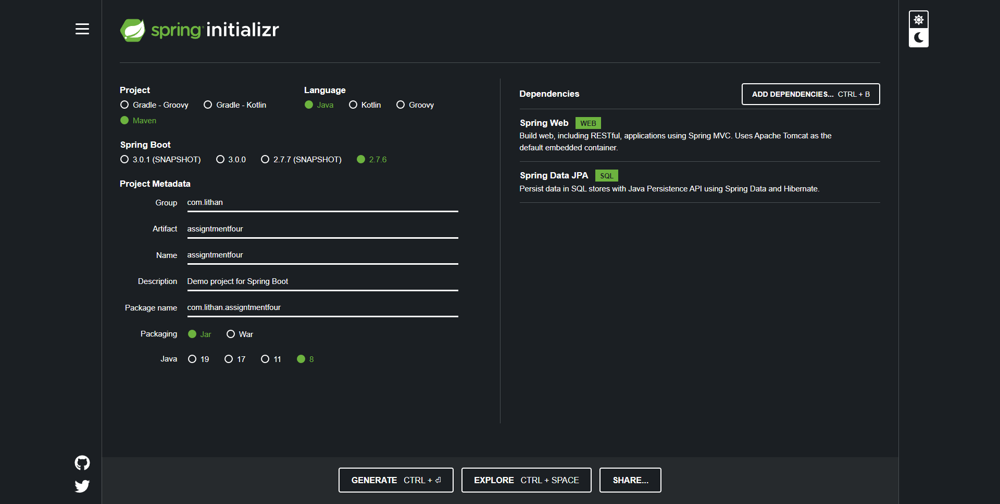 spring initializr
Project
Gradle - Groovy Gradle - Kotlin
Maven
Language
Java Kotlin Groovy
Spring Boot
3.0.1 (SNAPSHOT) 3.0.0 2.7.7 (SNAPSHOT) 2.7.6
Project Metadata
Group com.lithan
Artifact assigntmentfour
Name assigntmentfour
Description Demo project for Spring Boot
Package name com.lithan.assigntmentfour
Packaging Jar War
Java 19 17 11 8
Dependencies ADD DEPENDENCIES... CTRL + B
Spring Web WEB
Build web, including RESTful, applications using Spring MVC. Uses Apache Tomcat as the
default embedded container.
Spring Data JPA SQL
Persist data in SQL stores with Java Persistence API using Spring Data and Hibernate.
GENERATE CTRL + ⏎ EXPLORE CTRL + SPACE SHARE...